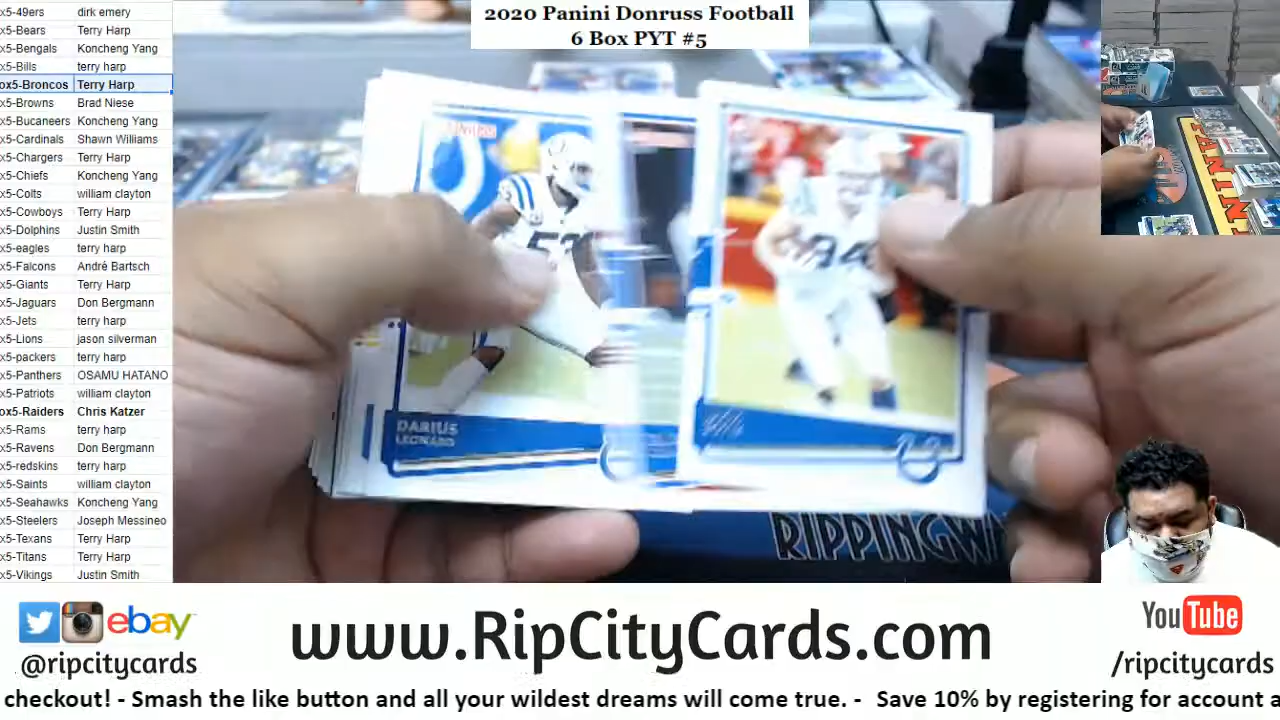 2020 Panini Donruss Football
6 Box PYT #5
x5-49ers dirk emery
x5-Bears Terry Harp
x5-Bengals Koncheng Yang
x5-Bills terry harp
ox5-Broncos Terry Harp
x5-Browns Brad Niese
x5-Bucaneers Koncheng Yang
x5-Cardinals Shawn Williams
x5-Chargers Terry Harp
x5-Chiefs Koncheng Yang
x5-Colts william clayton
x5-Cowboys Terry Harp
x5-Dolphins Justin Smith
x5-eagles terry harp
x5-Falcons André Bartsch
x5-Giants Terry Harp
x5-Jaguars Don Bergmann
x5-Jets terry harp
x5-Lions jason silverman
x5-packers terry harp
x5-Panthers OSAMU HATANO
x5-Patriots william clayton
ox5-Raiders Chris Katzer
x5-Rams terry harp
x5-Ravens Don Bergmann
x5-redskins terry harp
x5-Saints william clayton
x5-Seahawks Koncheng Yang
x5-Steelers Joseph Messineo
x5-Texans Terry Harp
x5-Titans Terry Harp
x5-Vikings Justin Smith
DARIUS
LEONARD
RIPPINGW
ebay
@ripcitycards
www.RipCityCards.com
YouTube
/ripcitycards
checkout! - Smash the like button and all your wildest dreams will come true. - Save 10% by registering for account a